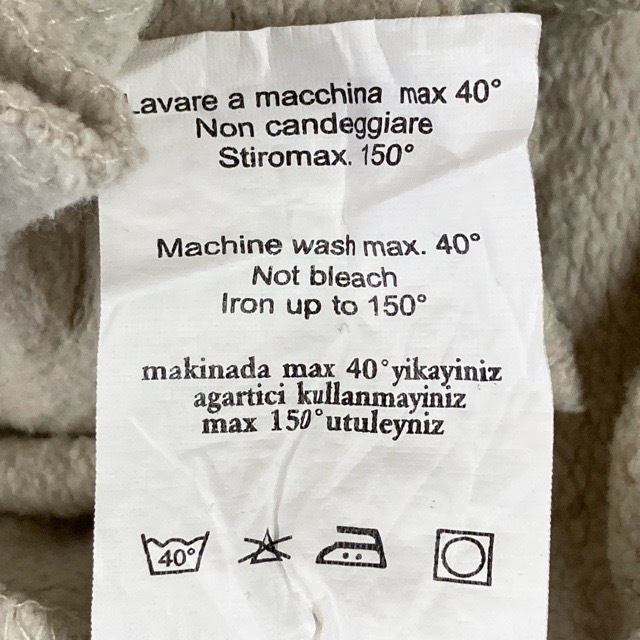 Lavare a macchina max 40°
Non candeggiare
Stiromax. 150°
Machine wash max. 40°
Not bleach
Iron up to 150°
makinada max 40°yikayiniz
agartici kullanmayiniz
max 150°utuleyniz
40°